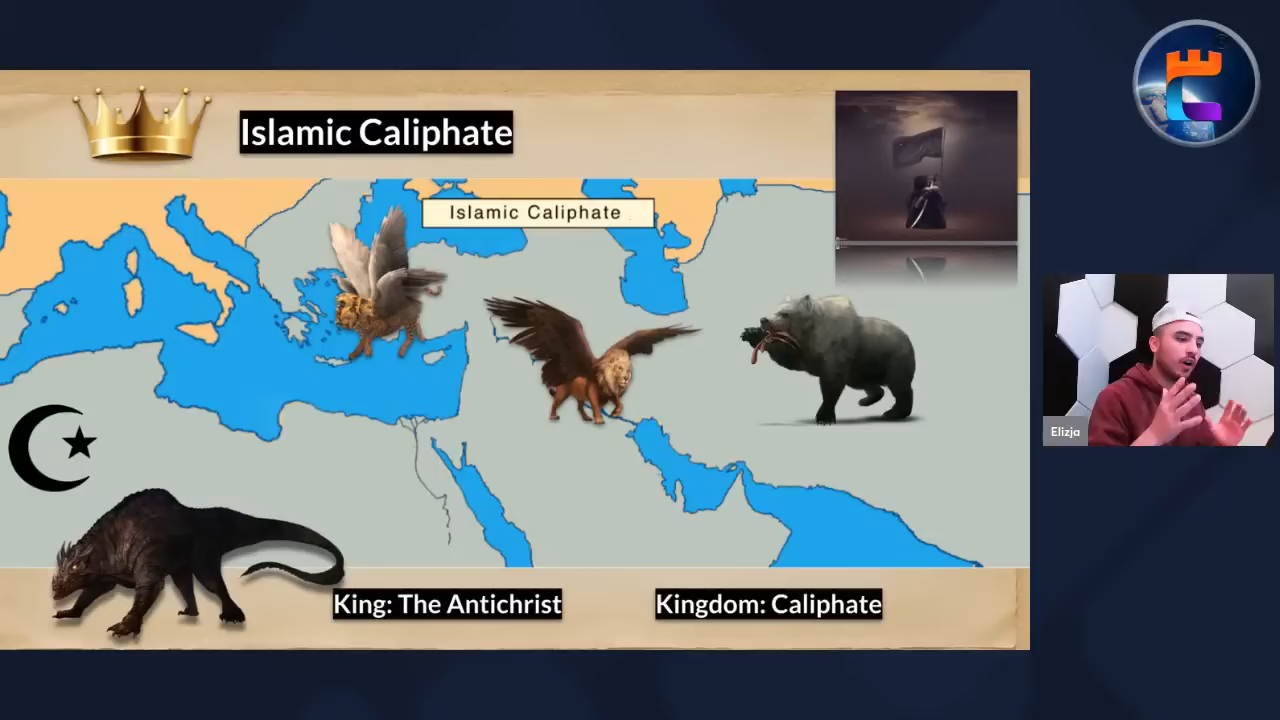 Islamic Caliphate
Islamic Caliphate
Elizja
King: The Antichrist
Kingdom: Caliphate